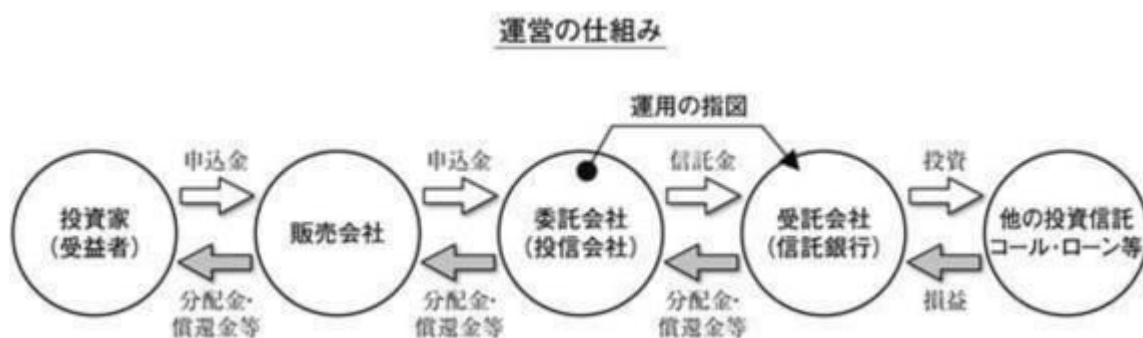 運営の仕組み
運用の指図
申込金
申込金
信託金
投資
投資家
(受益者)
販売会社
委託会社
(投信会社)
受託会社
(信託銀行)
他の投資信託
コール・ローン等
分配金・
償還金等
分配金・
償還金等
分配金・
償還金等
損益